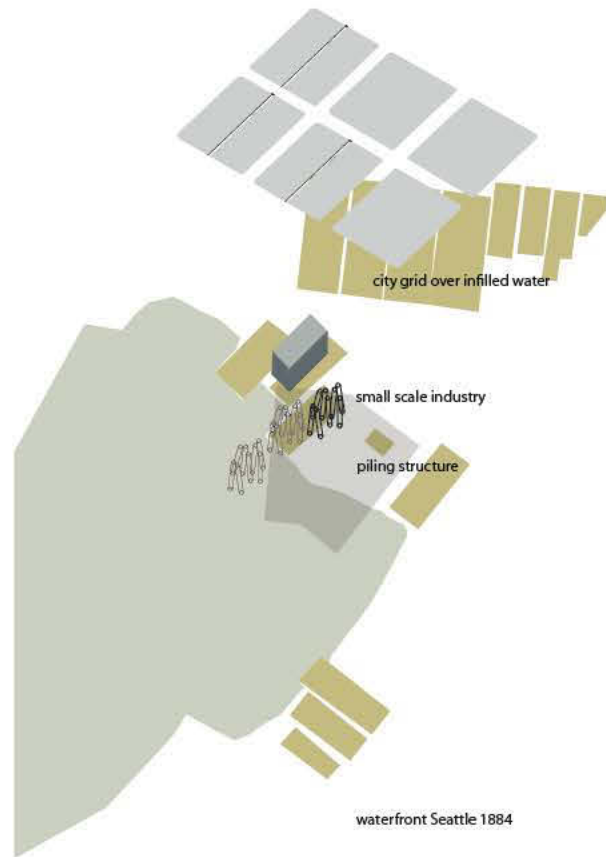 city grid over infilled water
small scale industry
piling structure
waterfront Seattle 1884